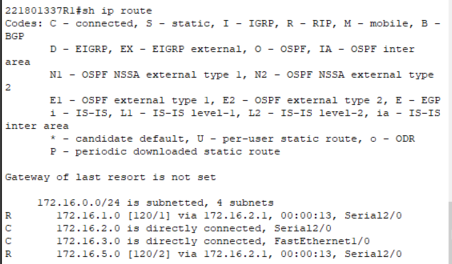 221801337R1#sh ip route
Codes: C - connected, S - static, I - IGRP, R - RIP, M - mobile, B -
BGP
D - EIGRP, EX - EIGRP external, O - OSPF, IA - OSPF inter
area
N1 - OSPF NSSA external type 1, N2 - OSPF NSSA external type
2
E1 - OSPF external type 1, E2 - OSPF external type 2, E - EGP
i - IS-IS, L1 - IS-IS level-1, L2 - IS-IS level-2, ia - IS-IS
inter area
* - candidate default, U - per-user static route, o - ODR
P - periodic downloaded static route
Gateway of last resort is not set
172.16.0.0/24 is subnetted, 4 subnets
R 172.16.1.0 [120/1] via 172.16.2.1, 00:00:13, Serial2/0
C 172.16.2.0 is directly connected, Serial2/0
C 172.16.3.0 is directly connected, FastEthernet1/0
R 172.16.5.0 [120/2] via 172.16.2.1, 00:00:13, Serial2/0